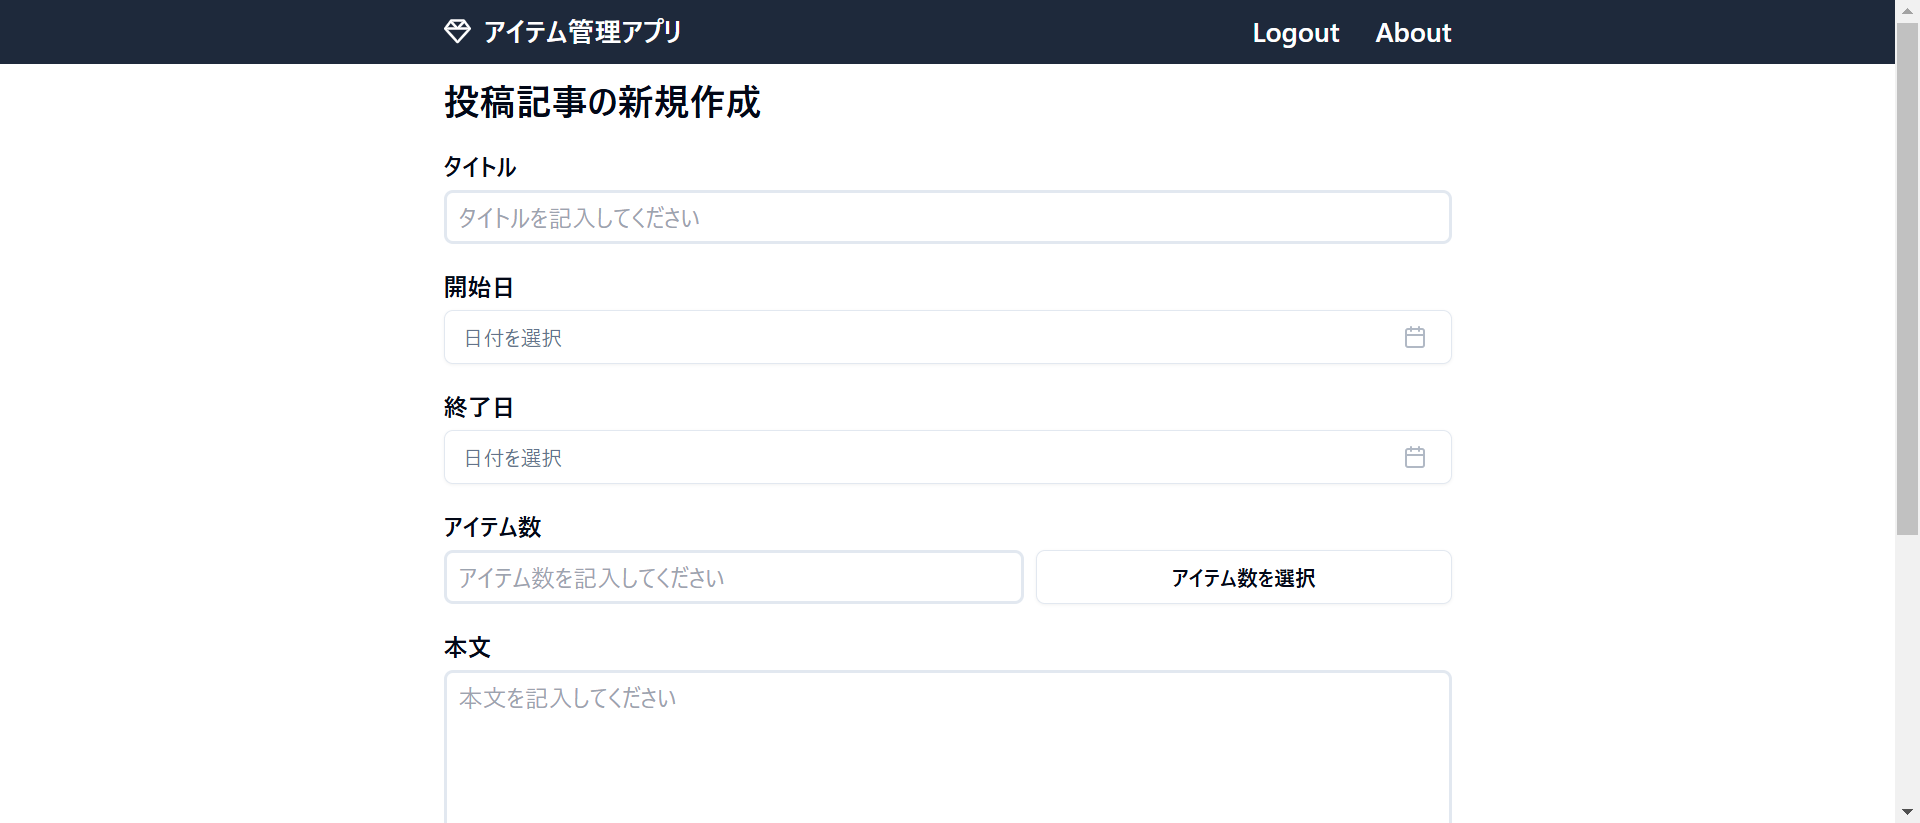 アイテム管理アプリ Logout About
投稿記事の新規作成
タイトル
タイトルを記入してください
開始日
日付を選択
終了日
日付を選択
アイテム数
アイテム数を記入してください アイテム数を選択
本文
本文を記入してください